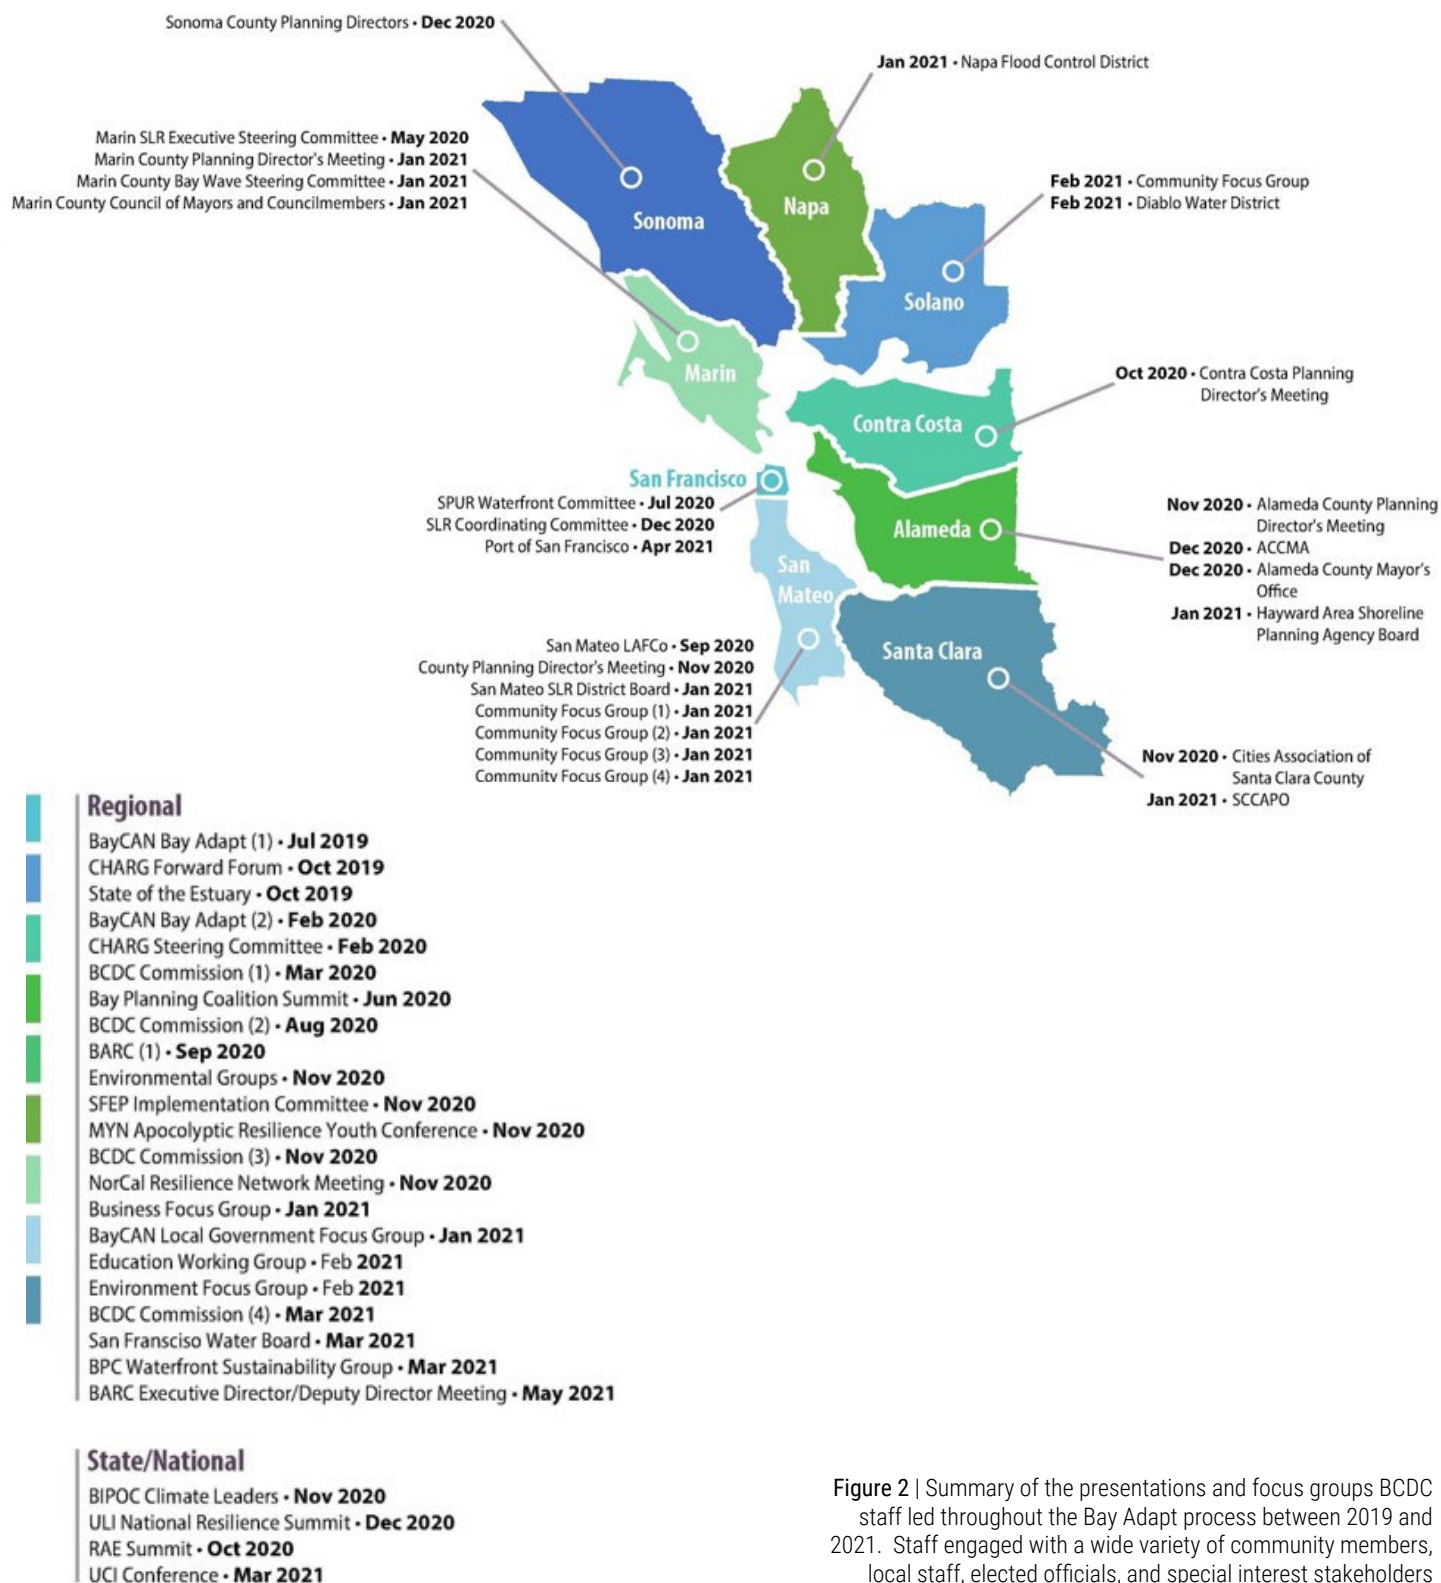 Sonoma County Planning Directors • Dec 2020
Jan 2021 • Napa Flood Control District
Marin SLR Executive Steering Committee • May 2020
Marin County Planning Director's Meeting • Jan 2021
Marin County Bay Wave Steering Committee • Jan 2021
Marin County Council of Mayors and Councilmembers • Jan 2021
Feb 2021 • Community Focus Group
Feb 2021 • Diablo Water District
Sonoma
Napa
Solano
Marin
Oct 2020 • Contra Costa Planning
Director's Meeting
Contra Costa
San Francisco
SPUR Waterfront Committee • Jul 2020
SLR Coordinating Committee • Dec 2020
Port of San Francisco • Apr 2021
Alameda
Nov 2020 • Alameda County Planning
Director's Meeting
Dec 2020 • ACCMA
Dec 2020 • Alameda County Mayor's
Office
Jan 2021 • Hayward Area Shoreline
Planning Agency Board
San
Mateo
San Mateo LAFCo • Sep 2020
County Planning Director's Meeting • Nov 2020
San Mateo SLR District Board • Jan 2021
Community Focus Group (1) • Jan 2021
Community Focus Group (2) • Jan 2021
Community Focus Group (3) • Jan 2021
Community Focus Group (4) • Jan 2021
Santa Clara
Nov 2020 • Cities Association of
Santa Clara County
Jan 2021 • SCCAPO
Regional
BayCAN Bay Adapt (1) • Jul 2019
CHARG Forward Forum • Oct 2019
State of the Estuary • Oct 2019
BayCAN Bay Adapt (2) • Feb 2020
CHARG Steering Committee • Feb 2020
BCDC Commission (1) • Mar 2020
Bay Planning Coalition Summit • Jun 2020
BCDC Commission (2) • Aug 2020
BARC (1) • Sep 2020
Environmental Groups • Nov 2020
SFEP Implementation Committee • Nov 2020
MYN Apocolyptic Resilience Youth Conference • Nov 2020
BCDC Commission (3) • Nov 2020
NorCal Resilience Network Meeting • Nov 2020
Business Focus Group • Jan 2021
BayCAN Local Government Focus Group • Jan 2021
Education Working Group • Feb 2021
Environment Focus Group • Feb 2021
BCDC Commission (4) • Mar 2021
San Fransciso Water Board • Mar 2021
BPC Waterfront Sustainability Group • Mar 2021
BARC Executive Director/Deputy Director Meeting • May 2021
State/National
BIPOC Climate Leaders • Nov 2020
ULI National Resilience Summit • Dec 2020
RAE Summit • Oct 2020
UCI Conference • Mar 2021
Figure 2 | Summary of the presentations and focus groups BCDC
staff led throughout the Bay Adapt process between 2019 and
2021. Staff engaged with a wide variety of community members,
local staff, elected officials, and special interest stakeholders